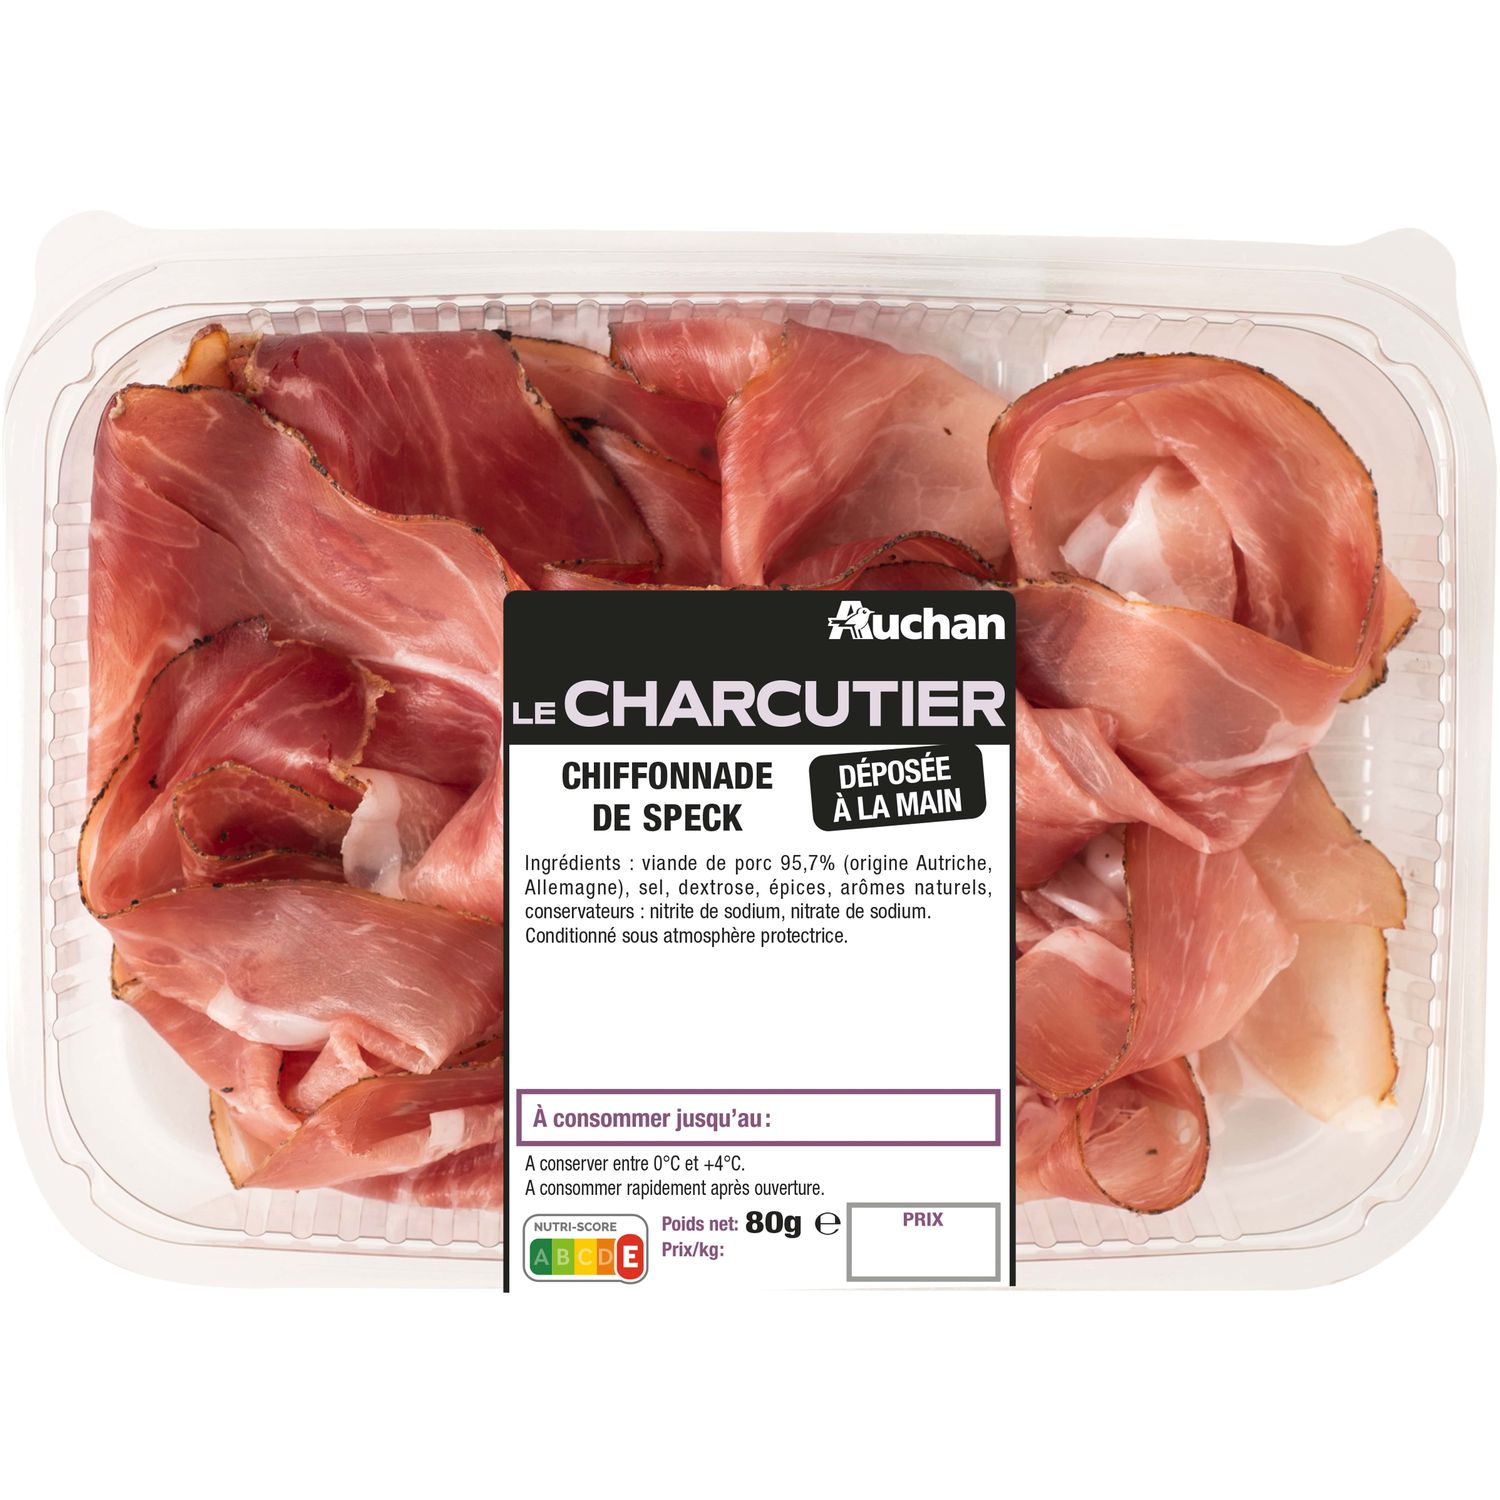 Auchan
LE CHARCUTIER
CHIFFONNADE
DE SPECK
DÉPOSÉE
À LA MAIN
Ingrédients : viande de porc 95,7% (origine Autriche,
Allemagne), sel, dextrose, épices, arômes naturels,
conservateurs : nitrite de sodium, nitrate de sodium.
Conditionné sous atmosphère protectrice.
À consommer jusqu'au :
A conserver entre 0°C et +4°C.
A consommer rapidement après ouverture.
NUTRI-SCORE
A B C D E
Poids net: 80g ℮
Prix/kg:
PRIX